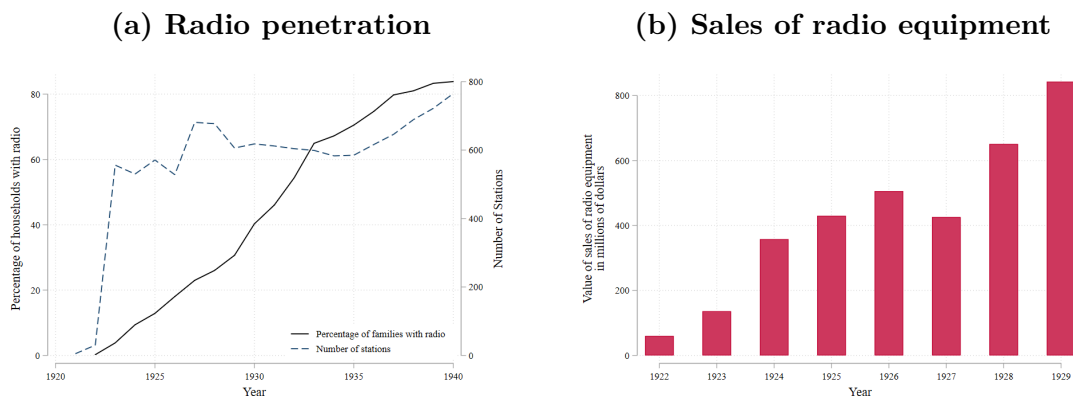 (a) Radio penetration
Percentage of households with radio
80
60
40
20
0
800
600
400
200
0
Number of Stations
Percentage of families with radio
Number of stations
1920
1925
1930
1935
1940
Year
(b) Sales of radio equipment
Value of sales of radio equipment
in millions of dollars
800
600
400
200
0
1922
1923
1924
1925
1926
1927
1928
1929
Year